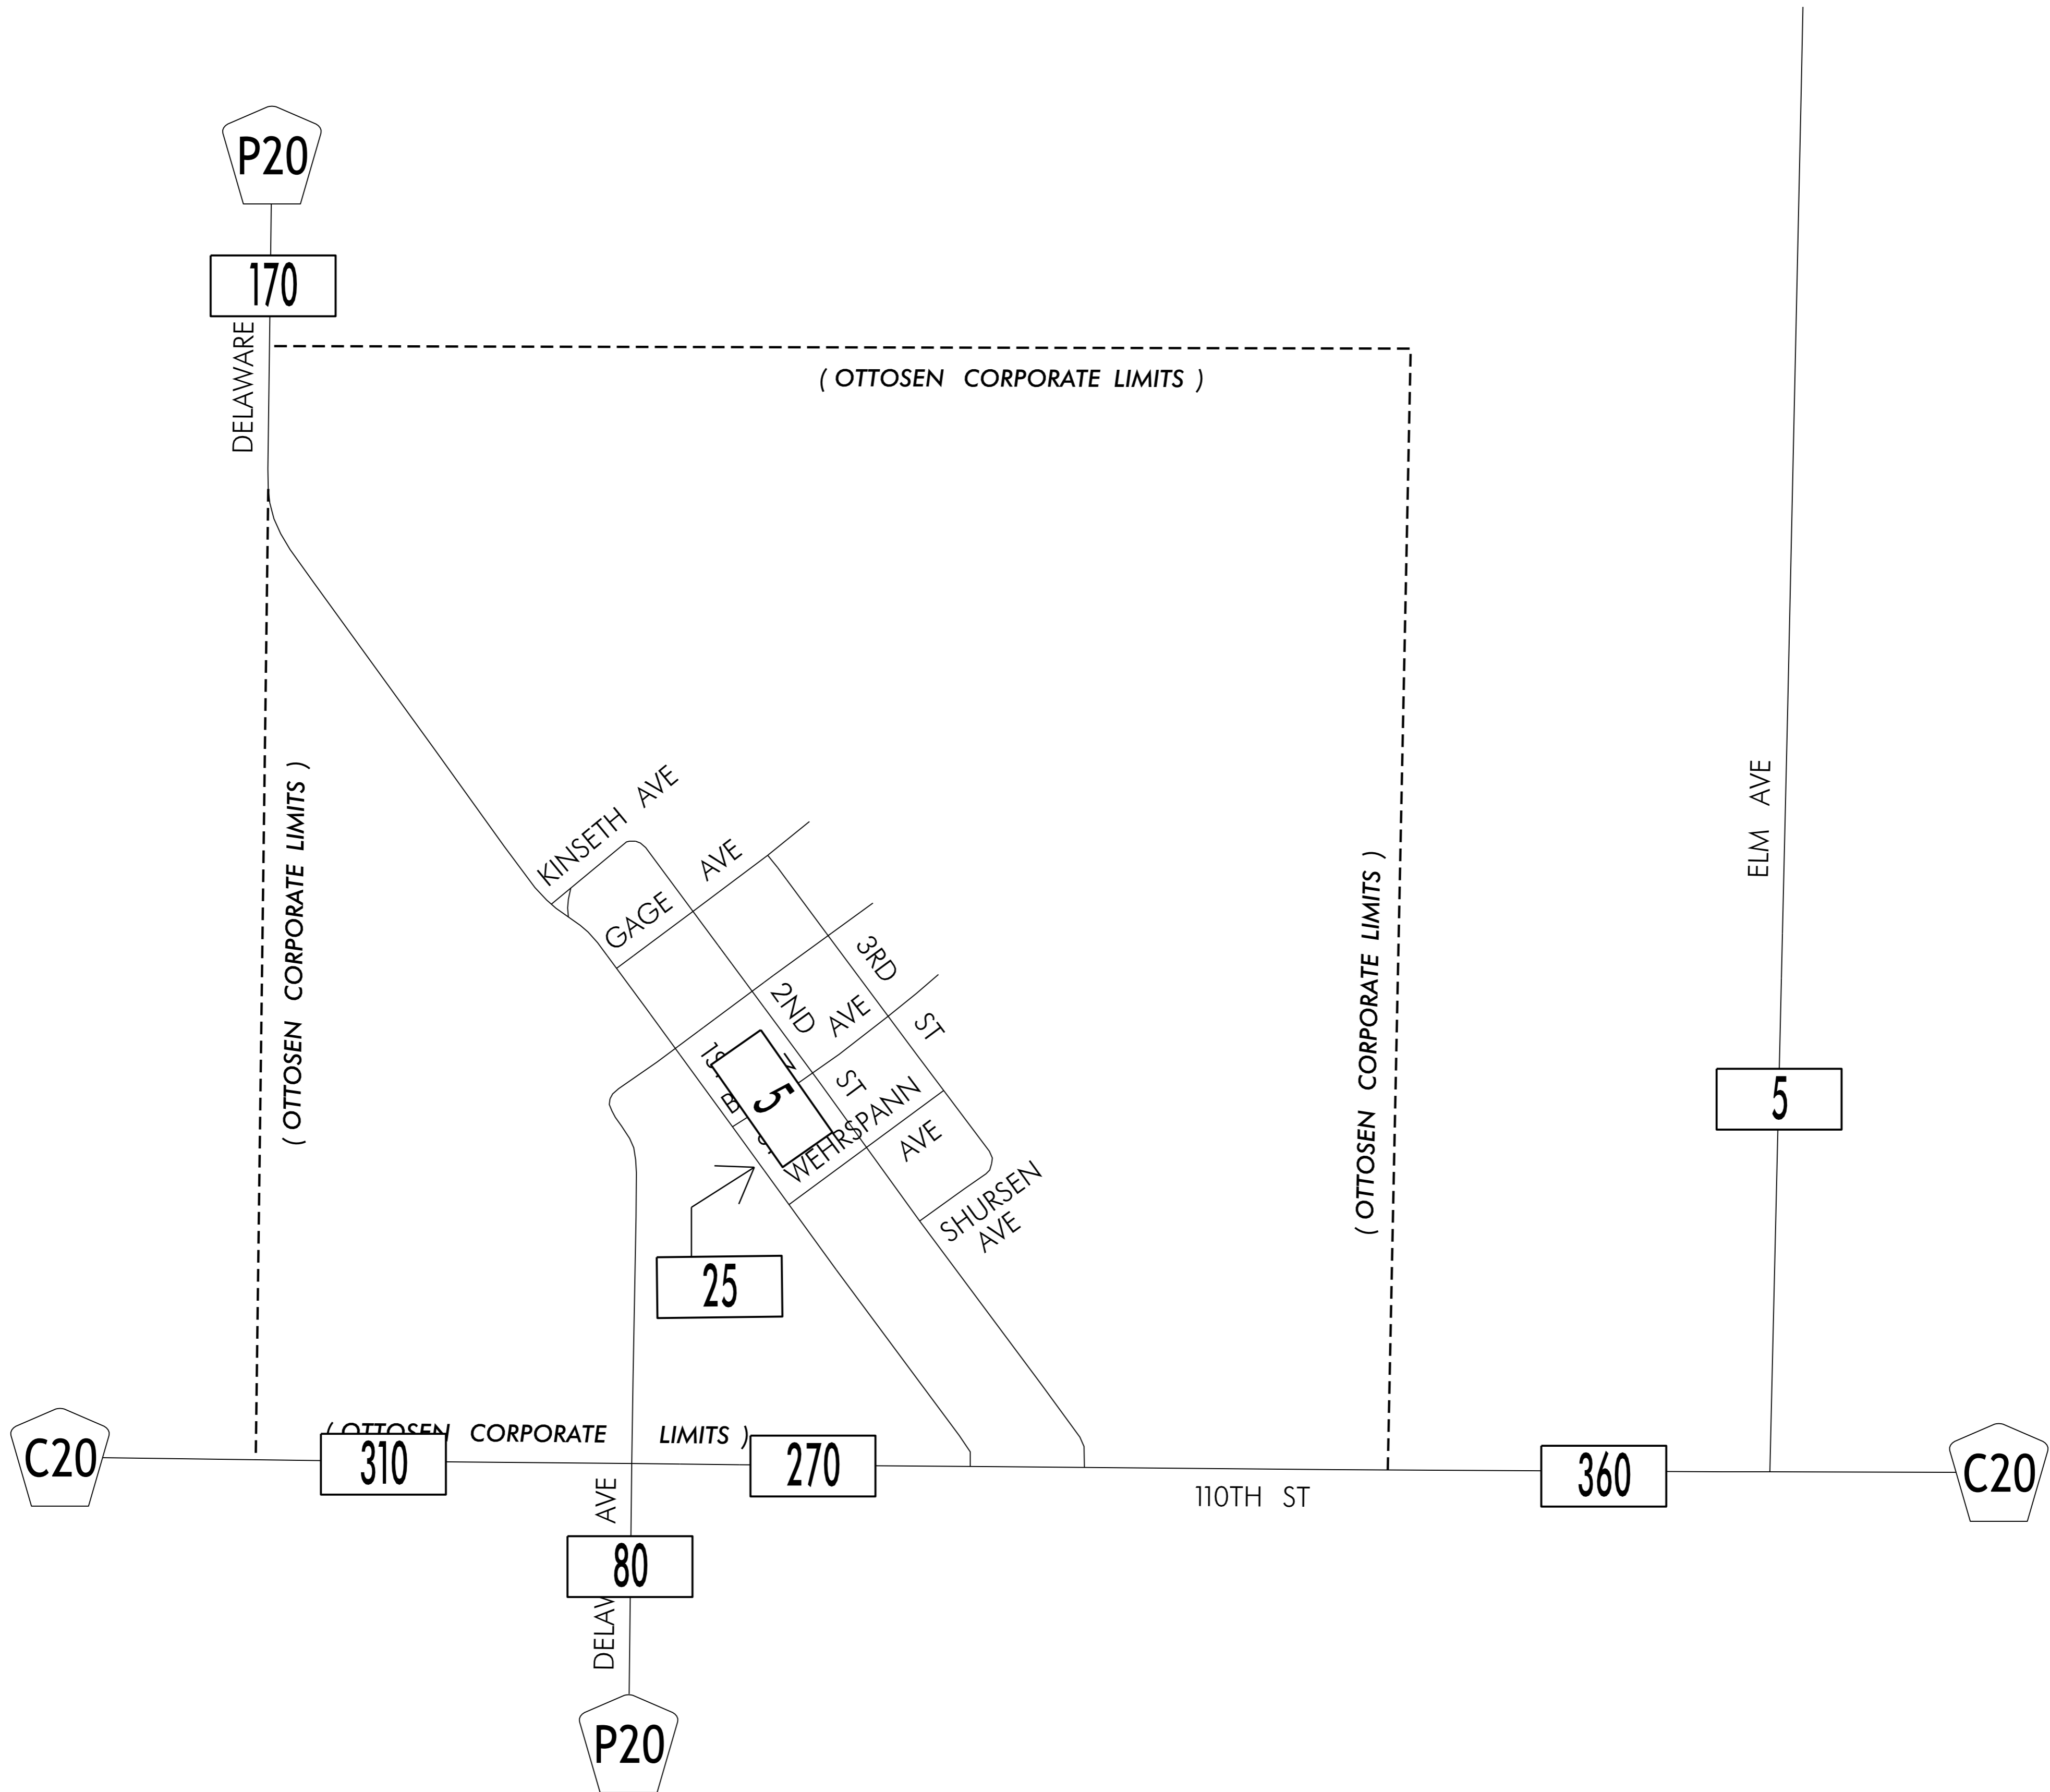 P20
170
DELAWARE
( OTTOSEN CORPORATE LIMITS )
KINSETH AVE
GAGE AVE
ELM AVE
( OTTOSEN CORPORATE LIMITS )
( OTTOSEN CORPORATE LIMITS )
3RD ST
2ND ST
AVE
5
5
WEHRSPANN AVE
SHURSEN
AVE
25
( OTTOSEN CORPORATE LIMITS )
C20
310
270
360
C20
110TH ST
AVE
80
P20